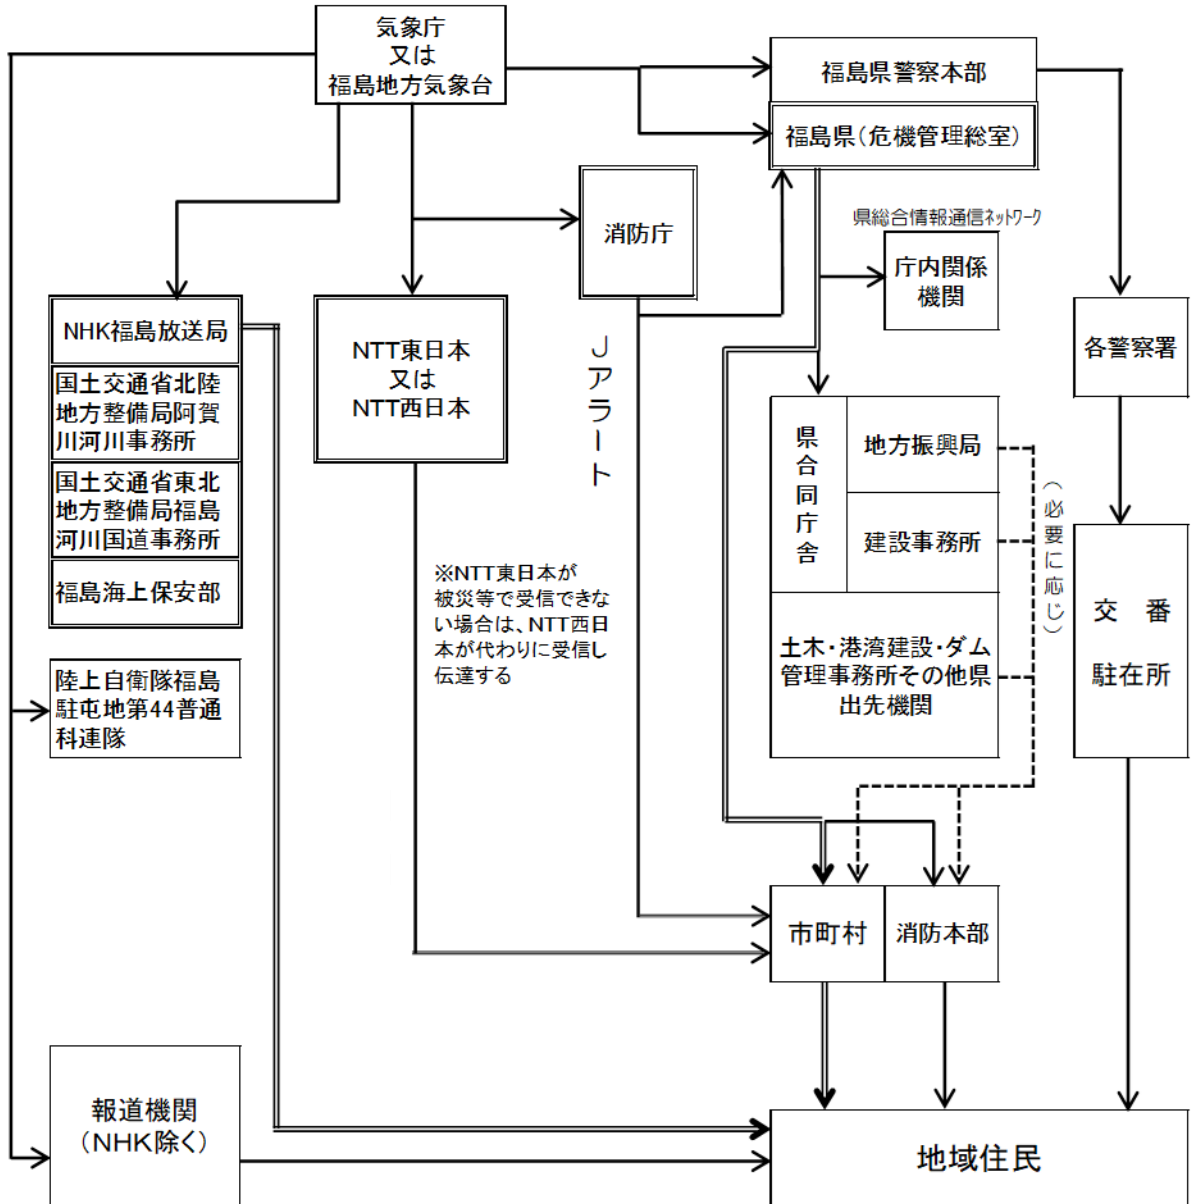 気象庁
又は
福島地方気象台
福島県警察本部
福島県（危機管理総室）
消防庁
県総合情報通信ネットワーク
庁内関係
機関
NHK福島放送局
国土交通省北陸
地方整備局阿賀
川河川事務所
国土交通省東北
地方整備局福島
河川国道事務所
福島海上保安部
NTT東日本
又は
NTT西日本
Jアラート
各警察署
県合同庁舎
地方振興局
建設事務所
（必要に応じ）
土木・港湾建設・ダム
管理事務所その他県
出先機関
交　番
駐在所
※NTT東日本が
被災等で受信できな
い場合は、NTT西日
本が代わりに受信し
伝達する
陸上自衛隊福島
駐屯地第44普通
科連隊
市町村
消防本部
報道機関
（NHK除く）
地域住民